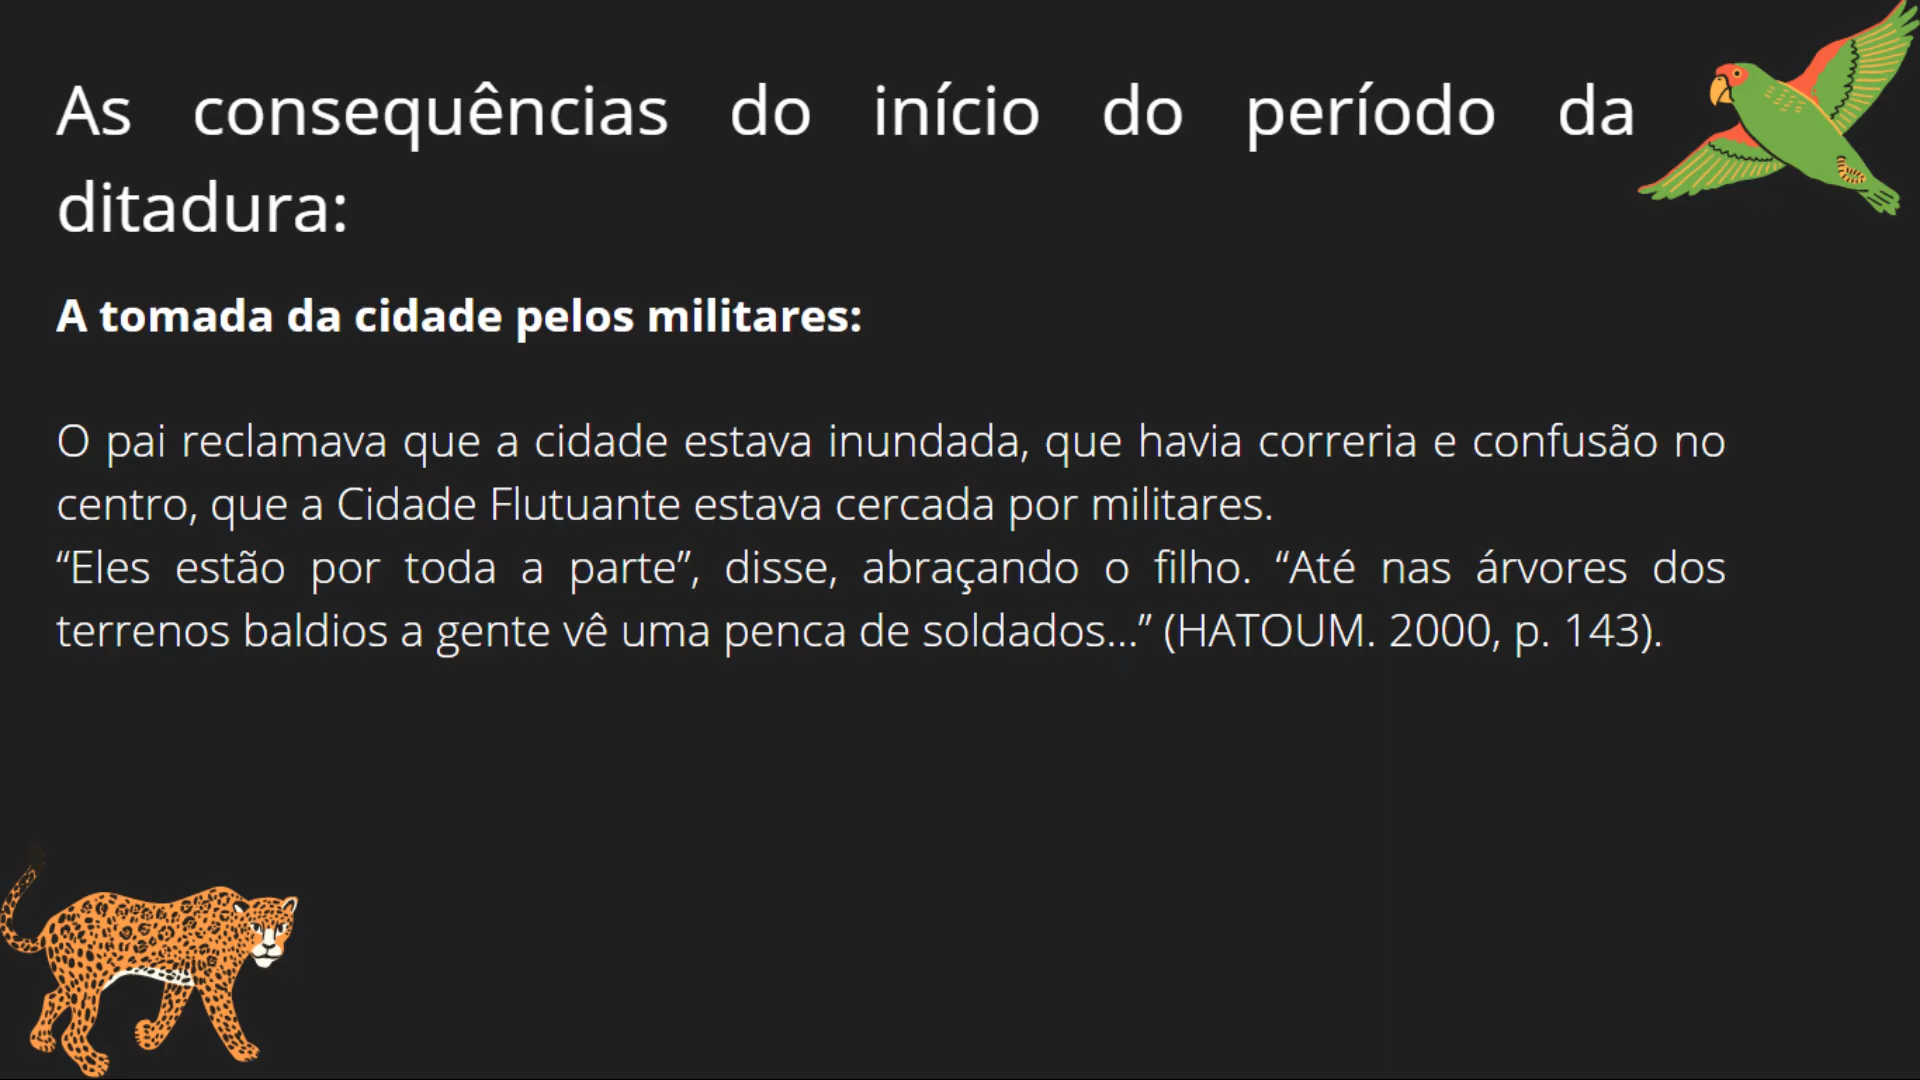 As consequências do início do período da
ditadura:
A tomada da cidade pelos militares:
O pai reclamava que a cidade estava inundada, que havia correria e confusão no
centro, que a Cidade Flutuante estava cercada por militares.
“Eles estão por toda a parte”, disse, abraçando o filho. “Até nas árvores dos
terrenos baldios a gente vê uma penca de soldados...” (HATOUM. 2000, p. 143).